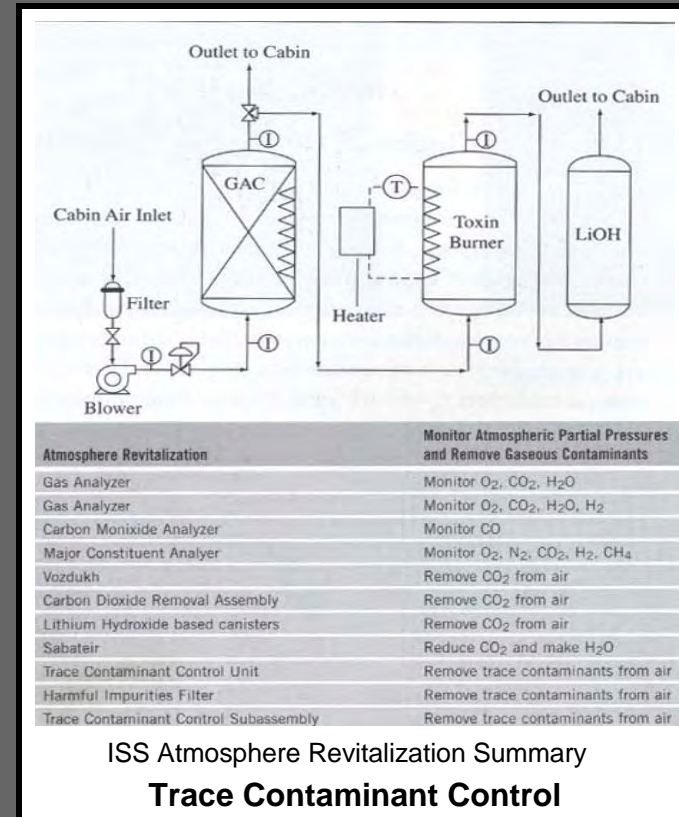 Outlet to Cabin
Outlet to Cabin
I
I
GAC
T
Toxin
Burner
LiOH
Cabin Air Inlet
Filter
Heater
I
I
I
Blower
Atmosphere Revitalization Monitor Atmospheric Partial Pressures and Remove Gaseous Contaminants
Gas Analyzer Monitor O₂, CO₂, H₂O
Gas Analyzer Monitor O₂, CO₂, H₂O, H₂
Carbon Monixide Analyzer Monitor CO
Major Constituent Analyer Monitor O₂, N₂, CO₂, H₂, CH₄
Vozdukh Remove CO₂ from air
Carbon Dioxide Removal Assembly Remove CO₂ from air
Lithium Hydroxide based canisters Remove CO₂ from air
Sabateir Reduce CO₂ and make H₂O
Trace Contaminant Control Unit Remove trace contaminants from air
Harmful Impurities Filter Remove trace contaminants from air
Trace Contaminant Control Subassembly Remove trace contaminants from air
ISS Atmosphere Revitalization Summary
Trace Contaminant Control